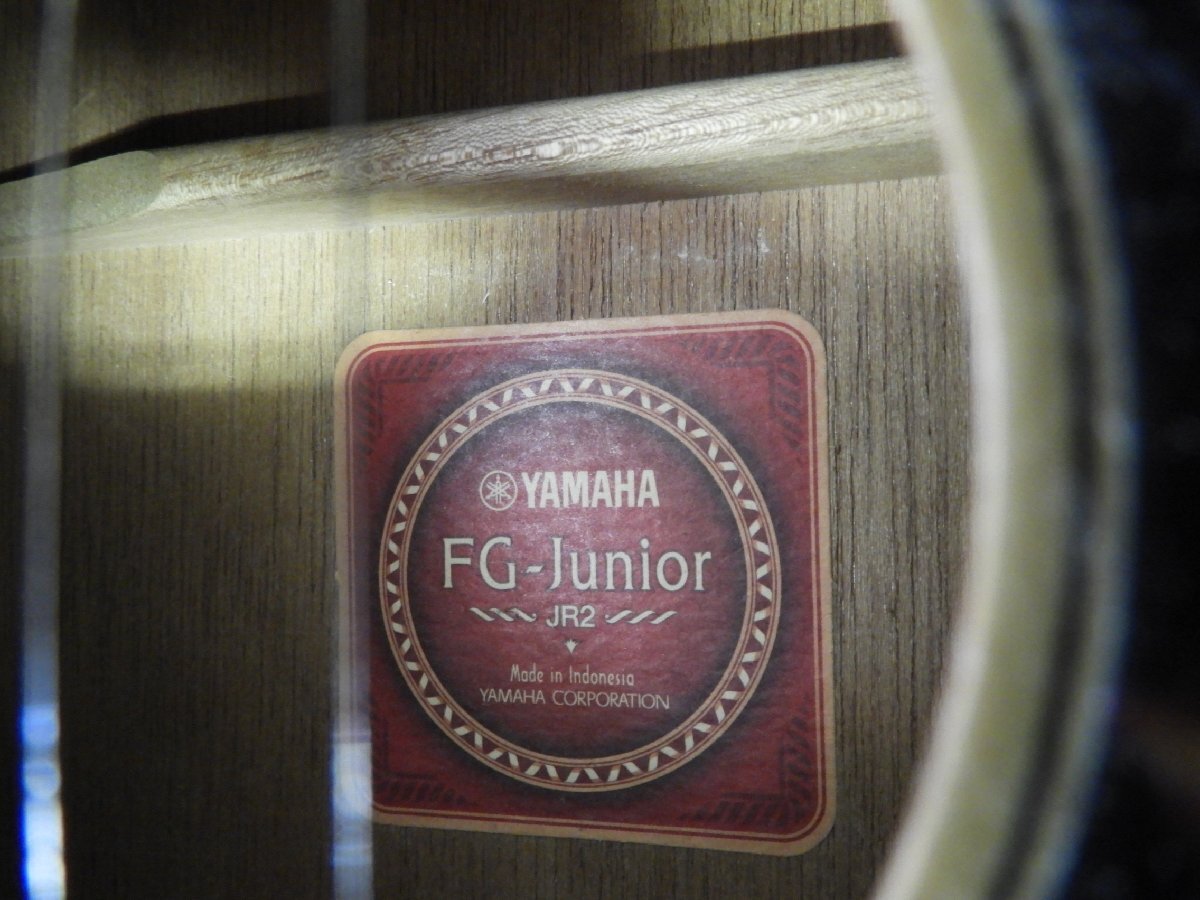 YAMAHA
FG-Junior
JR2
Made in Indonesia
YAMAHA CORPORATION